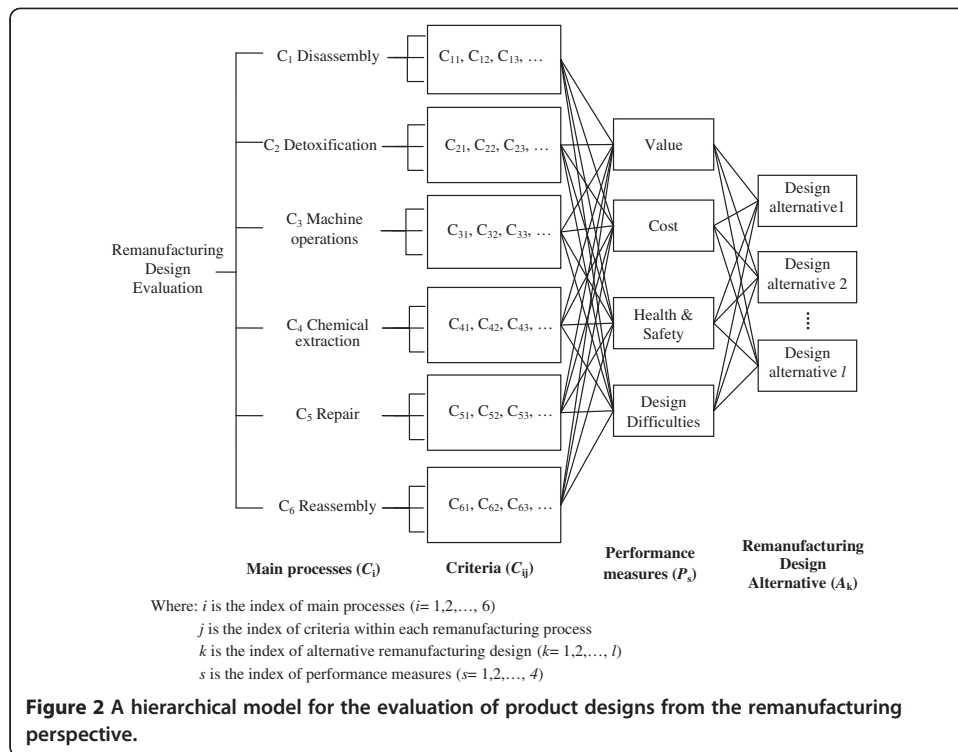 C₁ Disassembly
C₁₁, C₁₂, C₁₃, …
C₂ Detoxification
C₂₁, C₂₂, C₂₃, …
C₃ Machine
operations
C₃₁, C₃₂, C₃₃, …
Remanufacturing
Design
Evaluation
C₄ Chemical
extraction
C₄₁, C₄₂, C₄₃, …
C₅ Repair
C₅₁, C₅₂, C₅₃, …
C₆ Reassembly
C₆₁, C₆₂, C₆₃, …
Value
Cost
Health &
Safety
Design
Difficulties
Design
alternative1
Design
alternative 2
Design
alternative l
Main processes (Cᵢ)
Criteria (Cᵢⱼ)
Performance
measures (Pₛ)
Remanufacturing
Design
Alternative (Aₖ)
Where: i is the index of main processes (i= 1,2,…, 6)
j is the index of criteria within each remanufacturing process
k is the index of alternative remanufacturing design (k= 1,2,…, l)
s is the index of performance measures (s= 1,2,…, 4)
Figure 2 A hierarchical model for the evaluation of product designs from the remanufacturing
perspective.